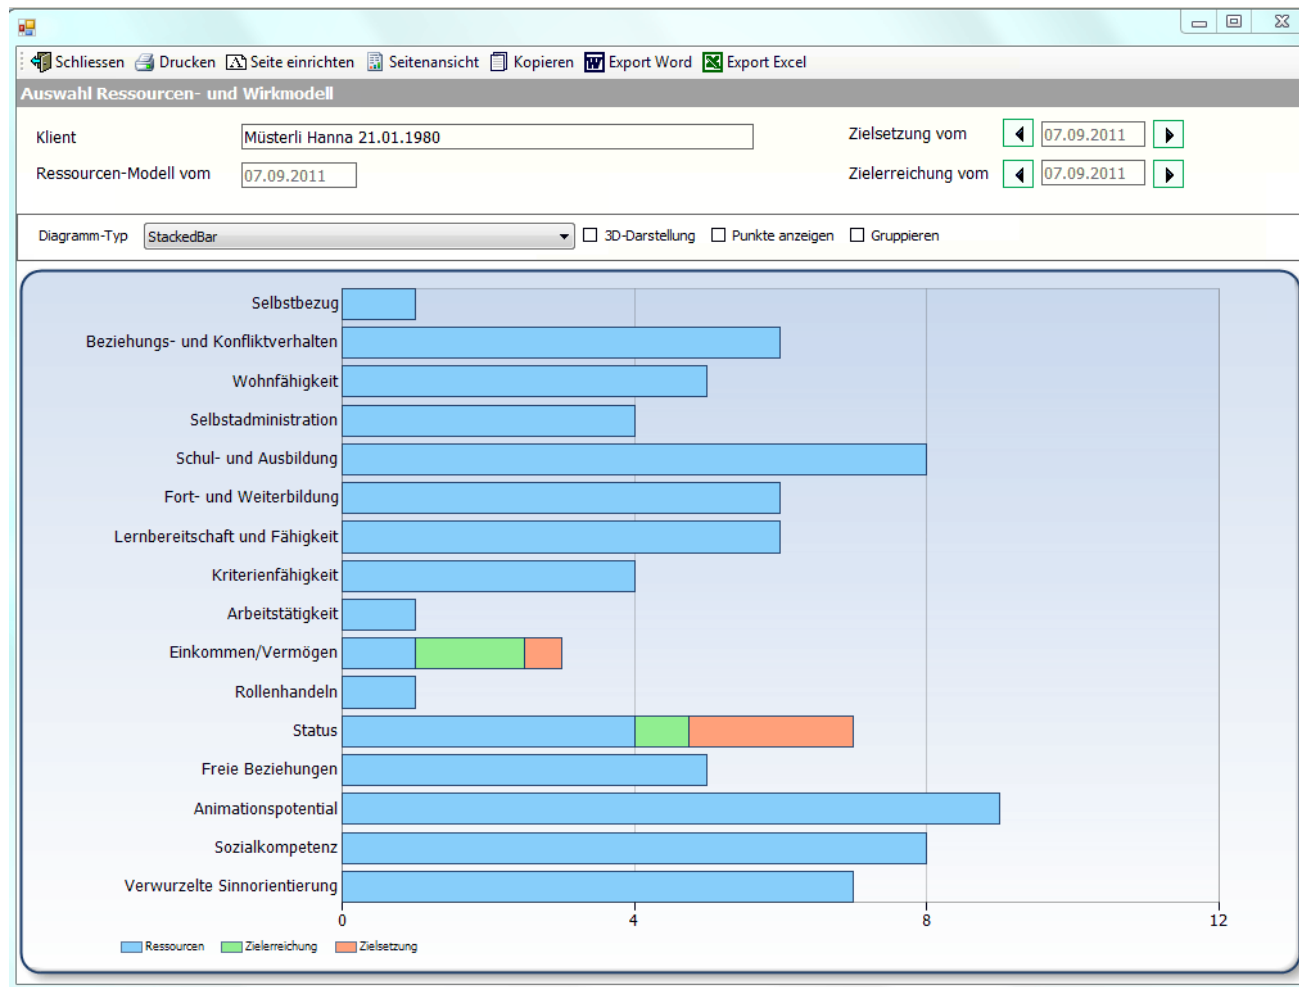 Schliessen Drucken Seite einrichten Seitenansicht Kopieren Export Word Export Excel
Auswahl Ressourcen- und Wirkmodell
Klient Müsterli Hanna 21.01.1980 Zielsetzung vom 07.09.2011
Ressourcen-Modell vom 07.09.2011 Zielerreichung vom 07.09.2011
Diagramm-Typ StackedBar 3D-Darstellung Punkte anzeigen Gruppieren
Selbstbezug
Beziehungs- und Konfliktverhalten
Wohnfähigkeit
Selbstadministration
Schul- und Ausbildung
Fort- und Weiterbildung
Lernbereitschaft und Fähigkeit
Kriterienfähigkeit
Arbeitstätigkeit
Einkommen/Vermögen
Rollenhandeln
Status
Freie Beziehungen
Animationspotential
Sozialkompetenz
Verwurzelte Sinnorientierung
0 4 8 12
Ressourcen Zielerreichung Zielsetzung